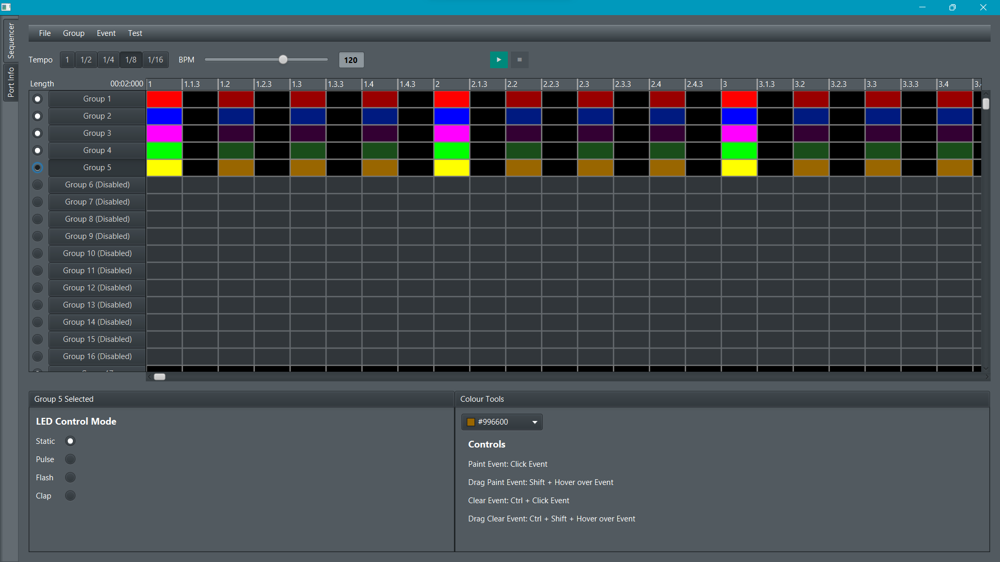 Sequencer
Port Info
File Group Event Test
Tempo 1 1/2 1/4 1/8 1/16 BPM 120
Length 00:02:000 1 1.1.3 1.2 1.2.3 1.3 1.3.3 1.4 1.4.3 2 2.1.3 2.2 2.2.3 2.3 2.3.3 2.4 2.4.3 3 3.1.3 3.2 3.2.3 3.3 3.3.3 3.4
Group 1
Group 2
Group 3
Group 4
Group 5
Group 6 (Disabled)
Group 7 (Disabled)
Group 8 (Disabled)
Group 9 (Disabled)
Group 10 (Disabled)
Group 11 (Disabled)
Group 12 (Disabled)
Group 13 (Disabled)
Group 14 (Disabled)
Group 15 (Disabled)
Group 16 (Disabled)
Group 5 Selected
LED Control Mode
Static
Pulse
Flash
Clap
Colour Tools
#996600
Controls
Paint Event: Click Event
Drag Paint Event: Shift + Hover over Event
Clear Event: Ctrl + Click Event
Drag Clear Event: Ctrl + Shift + Hover over Event